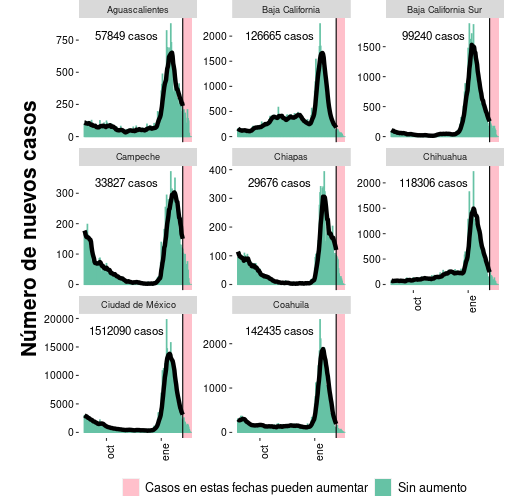 Número de nuevos casos
Aguascalientes
57849 casos
750
500
250
0
Baja California
126665 casos
2000
1500
1000
500
0
Baja California Sur
99240 casos
1500
1000
500
0
Campeche
33827 casos
300
200
100
0
Chiapas
29676 casos
400
300
200
100
0
Chihuahua
118306 casos
2000
1500
1000
500
0
oct
ene
Ciudad de México
1512090 casos
20000
15000
10000
5000
0
oct
ene
Coahuila
142435 casos
2000
1000
0
oct
ene
Casos en estas fechas pueden aumentar
Sin aumento